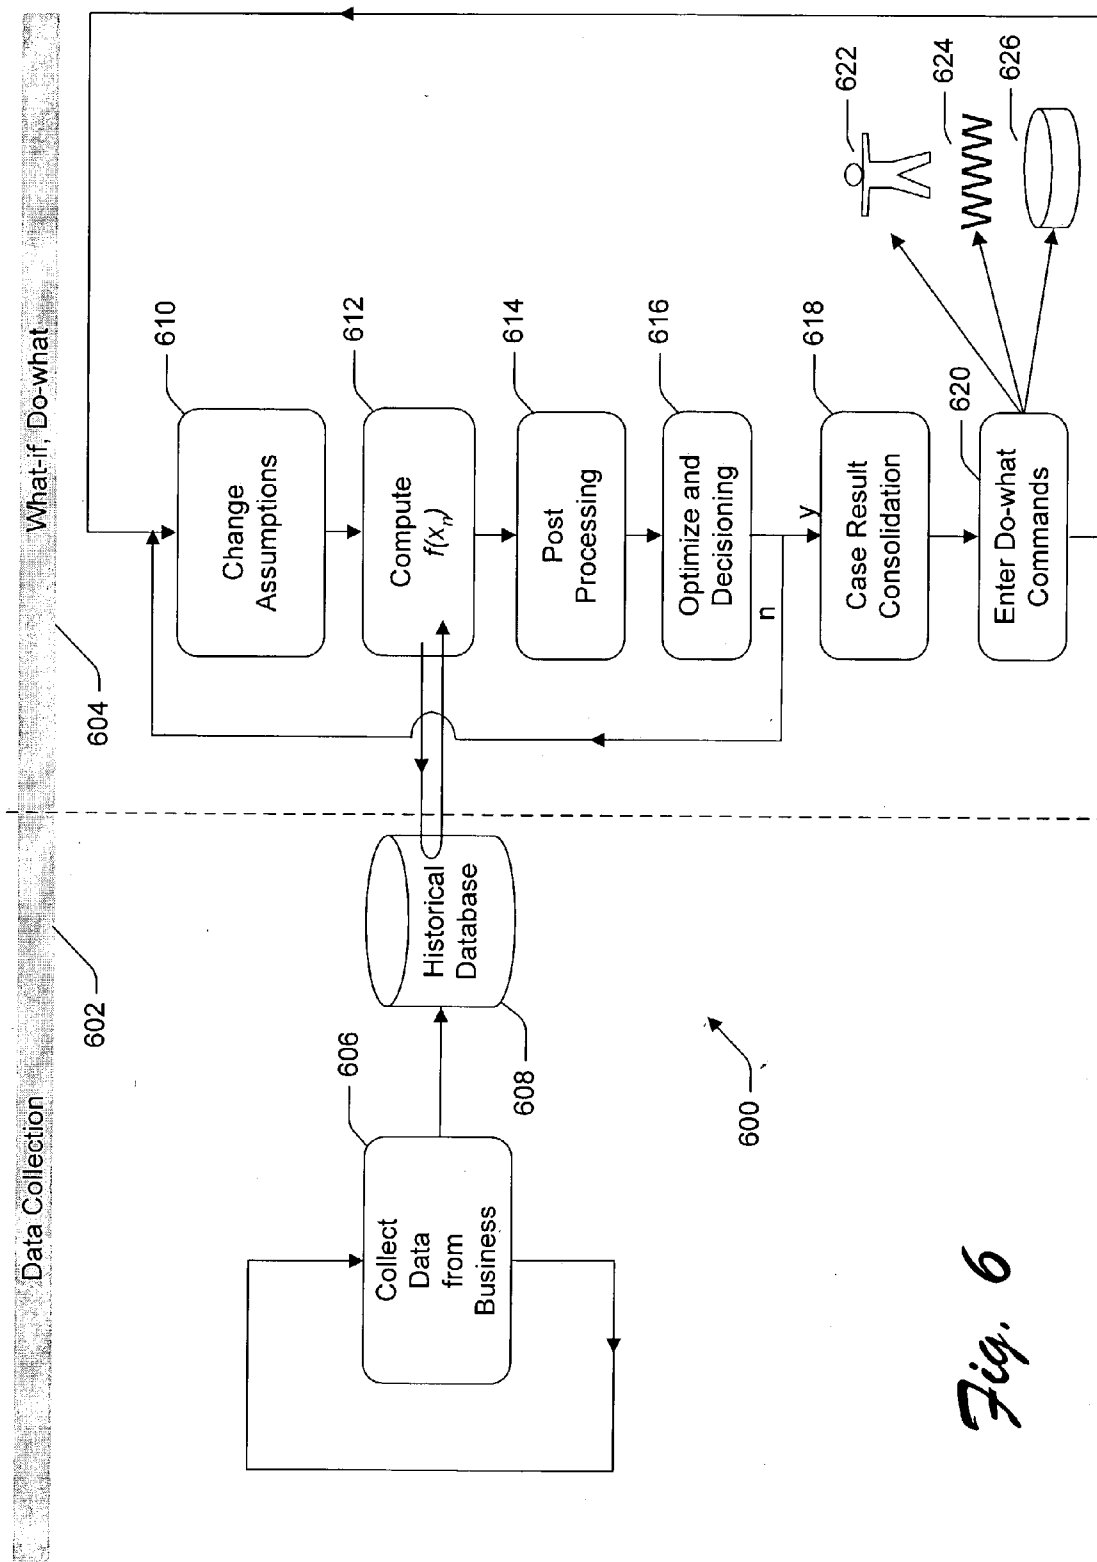 Data Collection
What-if, Do-what
602
604
606
Collect
Data
from
Business
608
Historical
Database
610
Change
Assumptions
612
Compute
f(xn)
614
Post
Processing
616
Optimize and
Decisioning
n
y
618
Case Result
Consolidation
620
Enter Do-what
Commands
622
624
WWW
626
600
Fig. 6